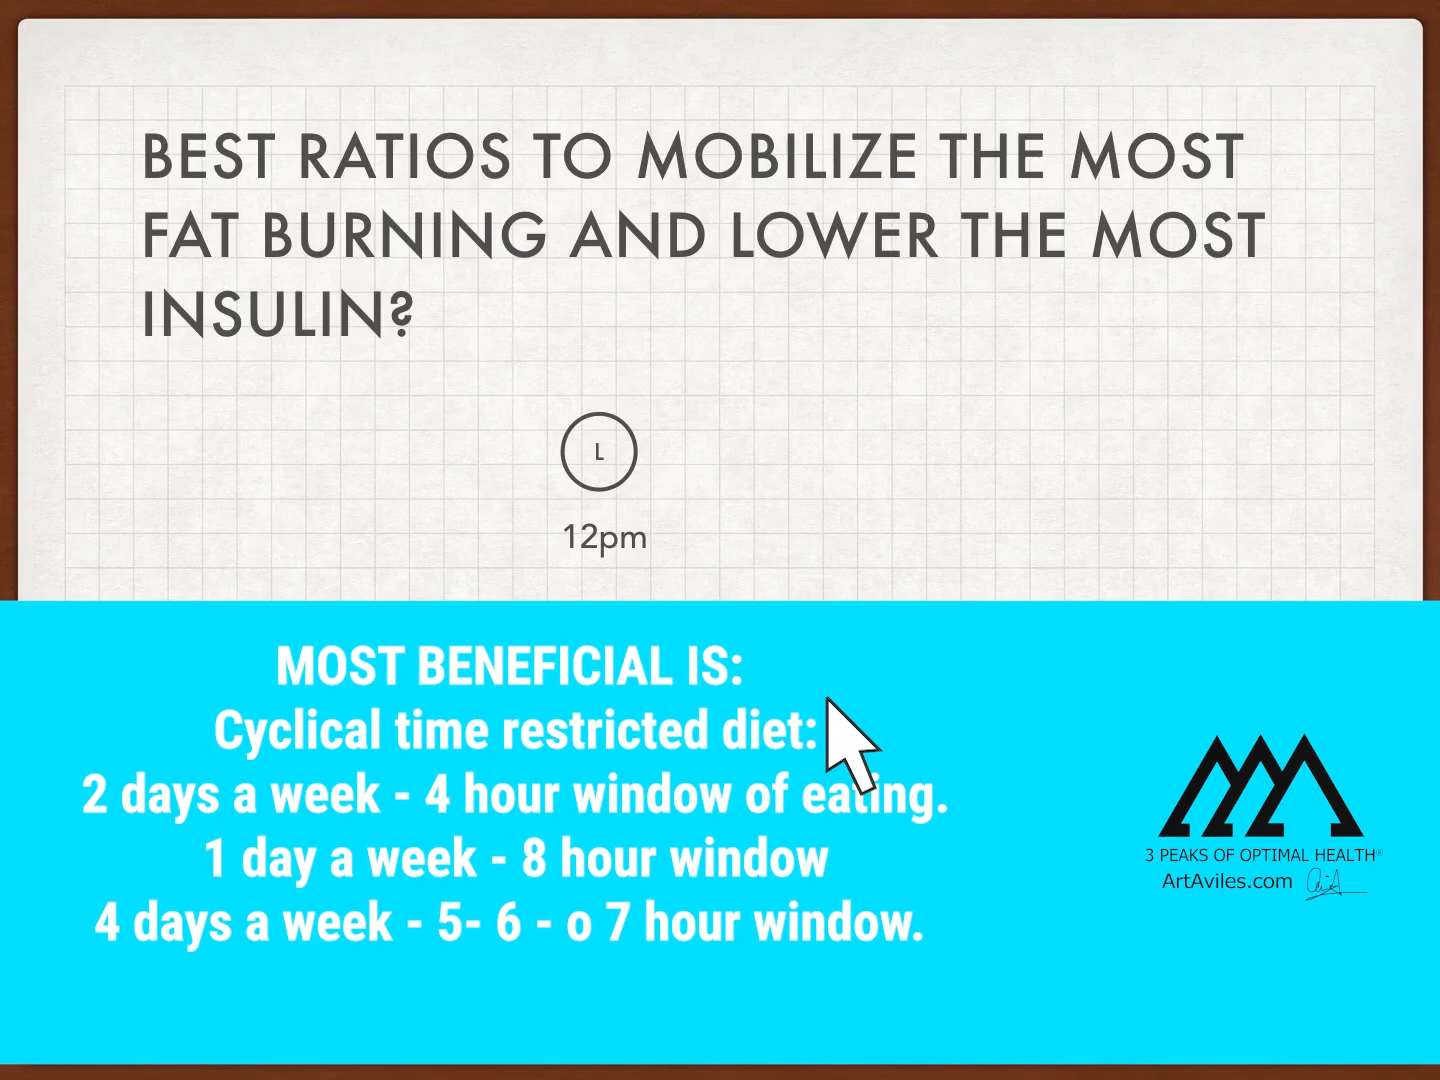 BEST RATIOS TO MOBILIZE THE MOST
FAT BURNING AND LOWER THE MOST
INSULIN?
L
12pm
MOST BENEFICIAL IS:
Cyclical time restricted diet:
2 days a week - 4 hour window of eating.
1 day a week - 8 hour window
4 days a week - 5- 6 - o 7 hour window.
3 PEAKS OF OPTIMAL HEALTH®
ArtAviles.com